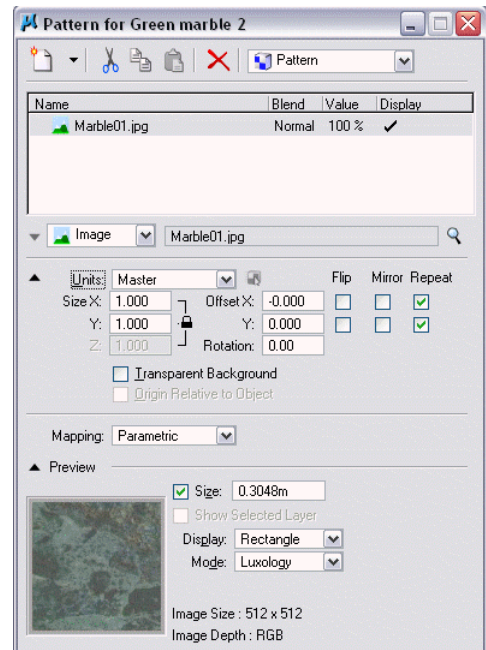 Pattern for Green marble 2
Pattern
Name Blend Value Display
Marble01.jpg Normal 100 %
Image Marble01.jpg
Units: Master Flip Mirror Repeat
Size X: 1.000 Offset X: -0.000
Y: 1.000 Y: 0.000
Z: 1.000 Rotation: 0.00
Transparent Background
Origin Relative to Object
Mapping: Parametric
Preview
Size: 0.3048m
Show Selected Layer
Display: Rectangle
Mode: Luxology
Image Size : 512 x 512
Image Depth : RGB